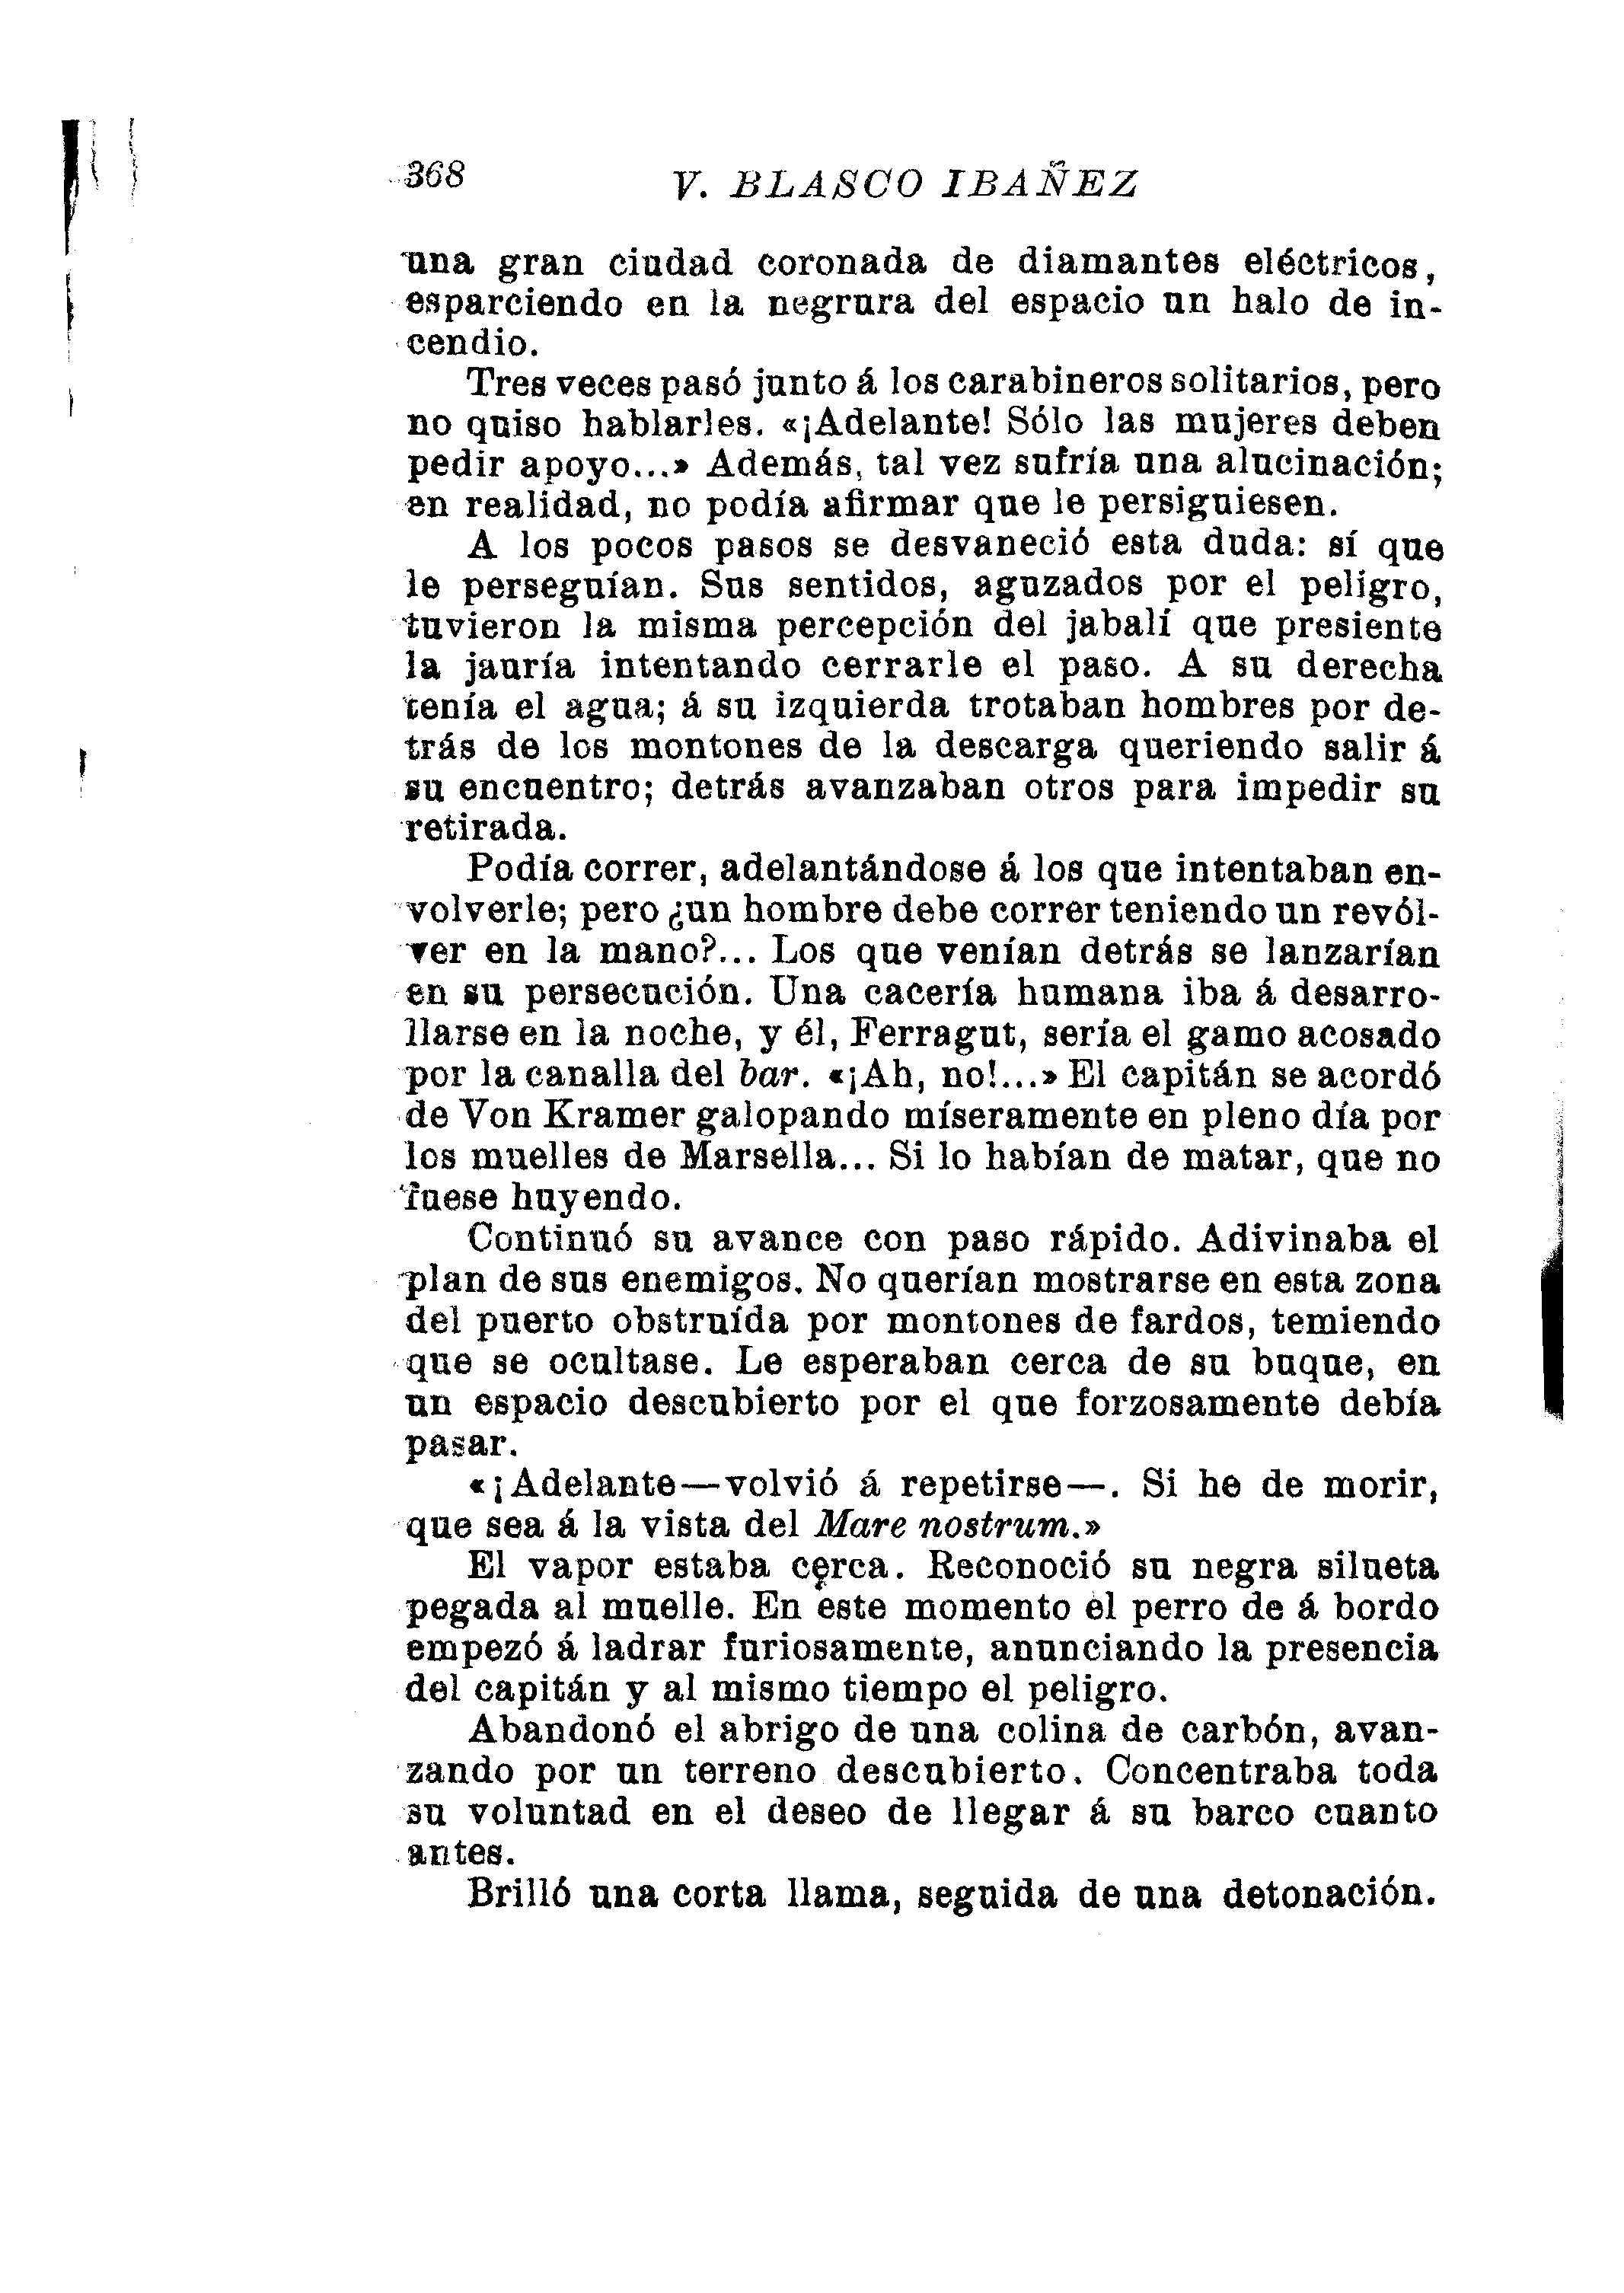 368
V. BLASCO IBAÑEZ
una gran ciudad coronada de diamantes eléctricos,
esparciendo en la negrura del espacio un halo de in-
cendio.
Tres veces pasó junto á los carabineros solitarios, pero
no quiso hablarles. «¡Adelante! Sólo las mujeres deben
pedir apoyo...» Además, tal vez sufría una alucinación;
en realidad, no podía afirmar que le persiguiesen.
A los pocos pasos se desvaneció esta duda: sí que
le perseguían. Sus sentidos, aguzados por el peligro,
tuvieron la misma percepción del jabalí que presiente
la jauría intentando cerrarle el paso. A su derecha
tenía el agua; á su izquierda trotaban hombres por de-
trás de los montones de la descarga queriendo salir á
su encuentro; detrás avanzaban otros para impedir su
retirada.
Podía correr, adelantándose á los que intentaban en-
volverle; pero ¿un hombre debe correr teniendo un revól-
ver en la mano?... Los que venían detrás se lanzarían
en su persecución. Una cacería humana iba á desarro-
llarse en la noche, y él, Ferragut, sería el gamo acosado
por la canalla del bar. «¡Ah, no!...» El capitán se acordó
de Von Kramer galopando míseramente en pleno día por
los muelles de Marsella... Si lo habían de matar, que no
fuese huyendo.
Continuó su avance con paso rápido. Adivinaba el
plan de sus enemigos. No querían mostrarse en esta zona
del puerto obstruída por montones de fardos, temiendo
que se ocultase. Le esperaban cerca de su buque, en
un espacio descubierto por el que forzosamente debía
pasar.
«¡Adelante—volvió á repetirse—. Si he de morir,
que sea á la vista del Mare nostrum.»
El vapor estaba cerca. Reconoció su negra silueta
pegada al muelle. En este momento el perro de á bordo
empezó á ladrar furiosamente, anunciando la presencia
del capitán y al mismo tiempo el peligro.
Abandonó el abrigo de una colina de carbón, avan-
zando por un terreno descubierto. Concentraba toda
su voluntad en el deseo de llegar á su barco cuanto
antes.
Brilló una corta llama, seguida de una detonación.